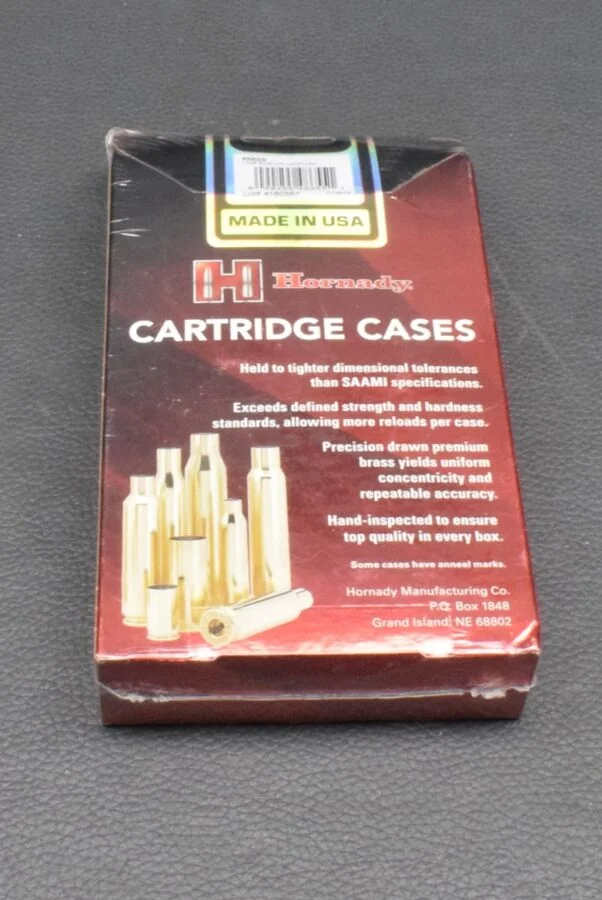 MADE IN USA
H Hornady.
CARTRIDGE CASES
Held to tighter dimensional tolerances
than SAAMI specifications.
Exceeds defined strength and hardness
standards, allowing more reloads per case.
Precision drawn premium
brass yields uniform
concentricity and
repeatable accuracy.
Hand-inspected to ensure
top quality in every box.
Some cases have anneal marks.
Hornady Manufacturing Co.
P.O. Box 1848
Grand Island, NE 68802